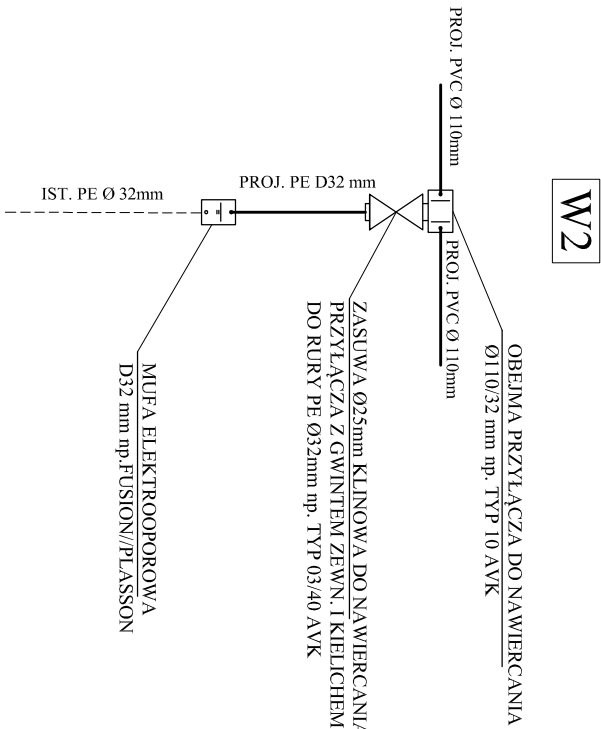 W2
PROJ. PVC Ø 110mm
PROJ. PVC Ø 110mm
OBEJMA PRZYŁĄCZA DO NAWIERCANIA
Ø110/32 mm np. TYP 10 AVK
ZASUWA Ø25mm KLINOWA DO NAWIERCANIA
PRZYŁĄCZA Z GWINTEM ZEWN. I KIELICHEM
DO RURY PE Ø32mm np. TYP 03/40 AVK
PROJ. PE D32 mm
IST. PE Ø 32mm
MUFA ELEKTROOPOROWA
D32 mm np.FUSION//PLASSON